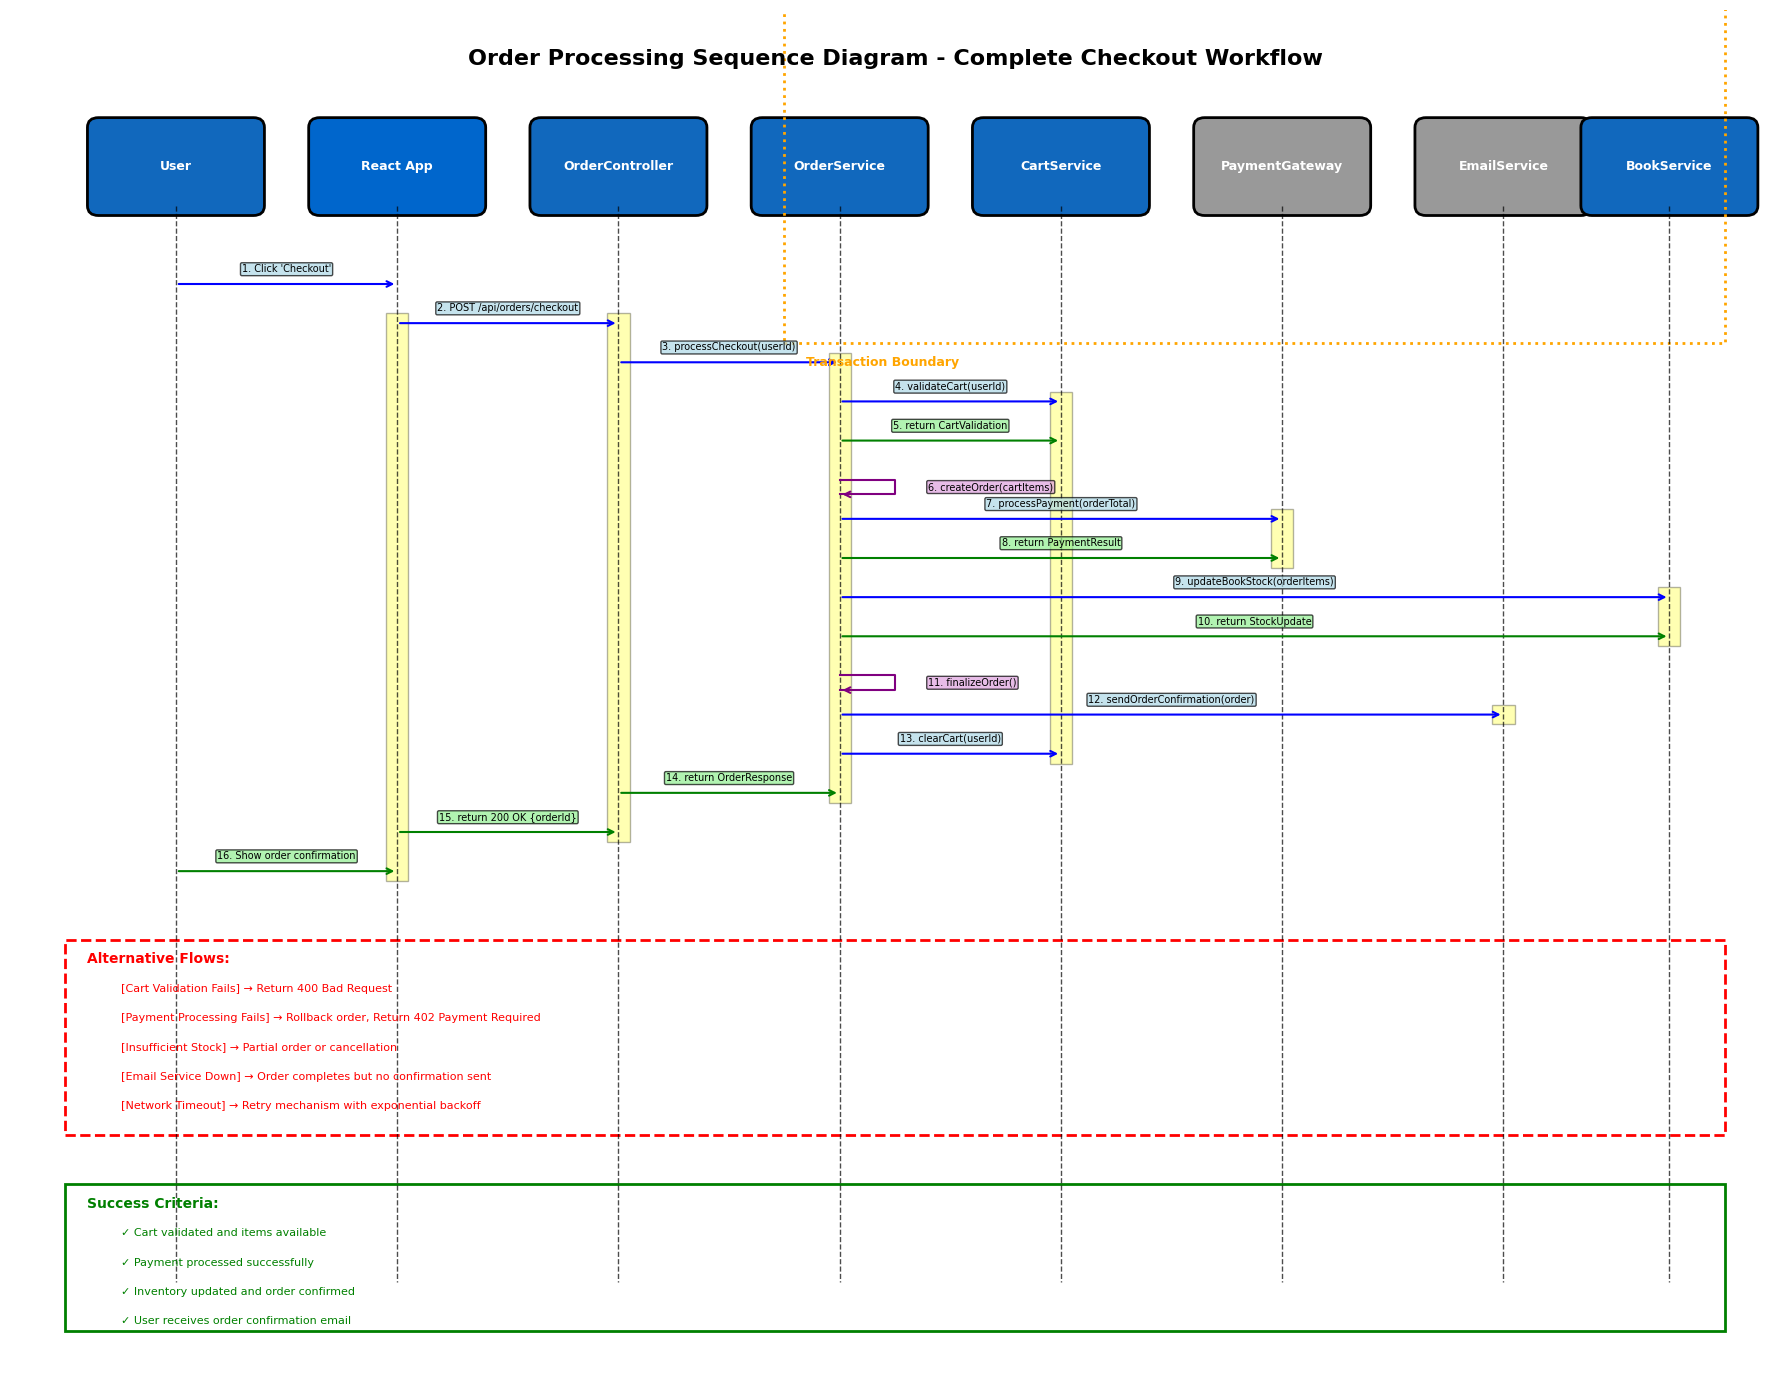 Order Processing Sequence Diagram - Complete Checkout Workflow
User
React App
OrderController
OrderService
CartService
PaymentGateway
EmailService
BookService
1. Click 'Checkout'
2. POST /api/orders/checkout
3. processCheckout(userId)
Transaction Boundary
4. validateCart(userId)
5. return CartValidation
6. createOrder(cartItems)
7. processPayment(orderTotal)
8. return PaymentResult
9. updateBookStock(orderItems)
10. return StockUpdate
11. finalizeOrder()
12. sendOrderConfirmation(order)
13. clearCart(userId)
14. return OrderResponse
15. return 200 OK {orderId}
16. Show order confirmation
Alternative Flows:
[Cart Validation Fails] → Return 400 Bad Request
[Payment Processing Fails] → Rollback order, Return 402 Payment Required
[Insufficient Stock] → Partial order or cancellation
[Email Service Down] → Order completes but no confirmation sent
[Network Timeout] → Retry mechanism with exponential backoff
Success Criteria:
✓ Cart validated and items available
✓ Payment processed successfully
✓ Inventory updated and order confirmed
✓ User receives order confirmation email